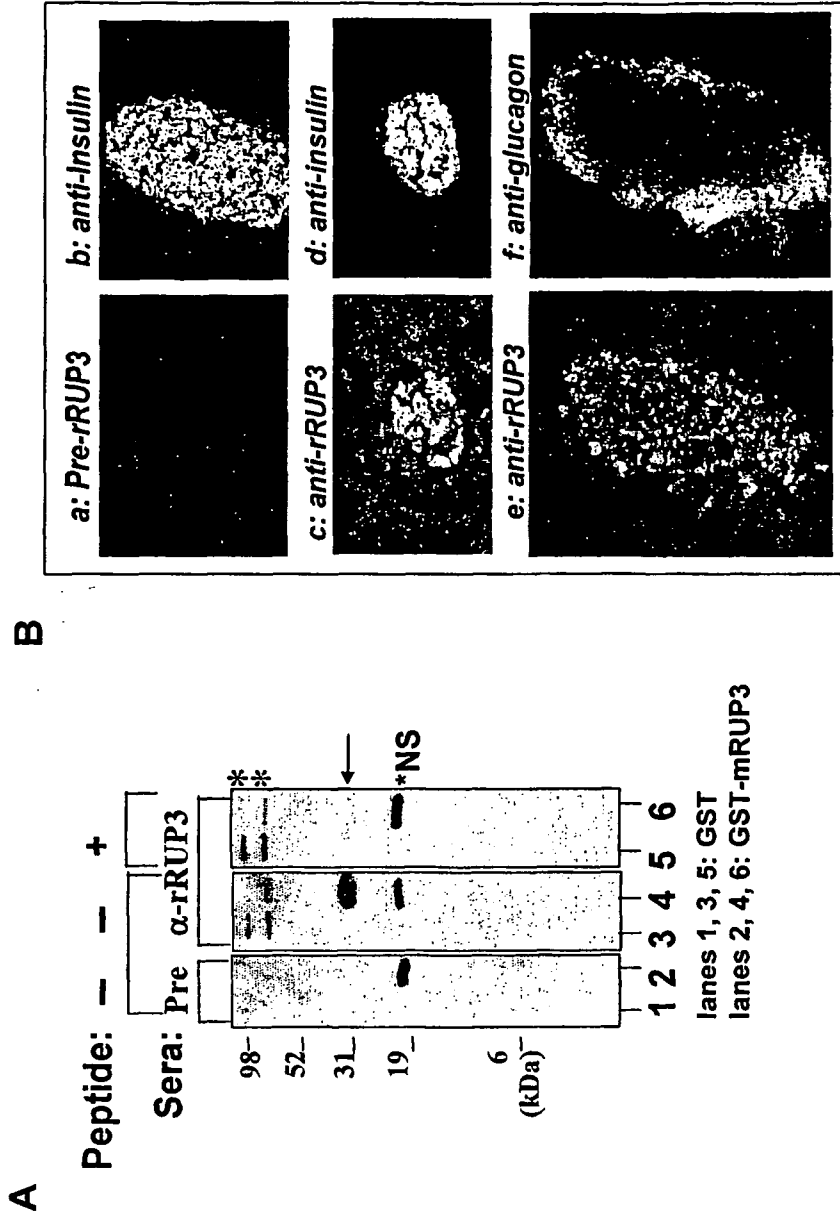 A
Peptide: – – +
Sera: Pre α-rRUP3
98–
52–
31–
19–
6–
(kDa)
*
*
*NS
1 2 3 4 5 6
lanes 1, 3, 5: GST
lanes 2, 4, 6: GST-mRUP3
B
a: Pre-rRUP3
b: anti-Insulin
c: anti-rRUP3
d: anti-insulin
e: anti-rRUP3
f: anti-glucagon